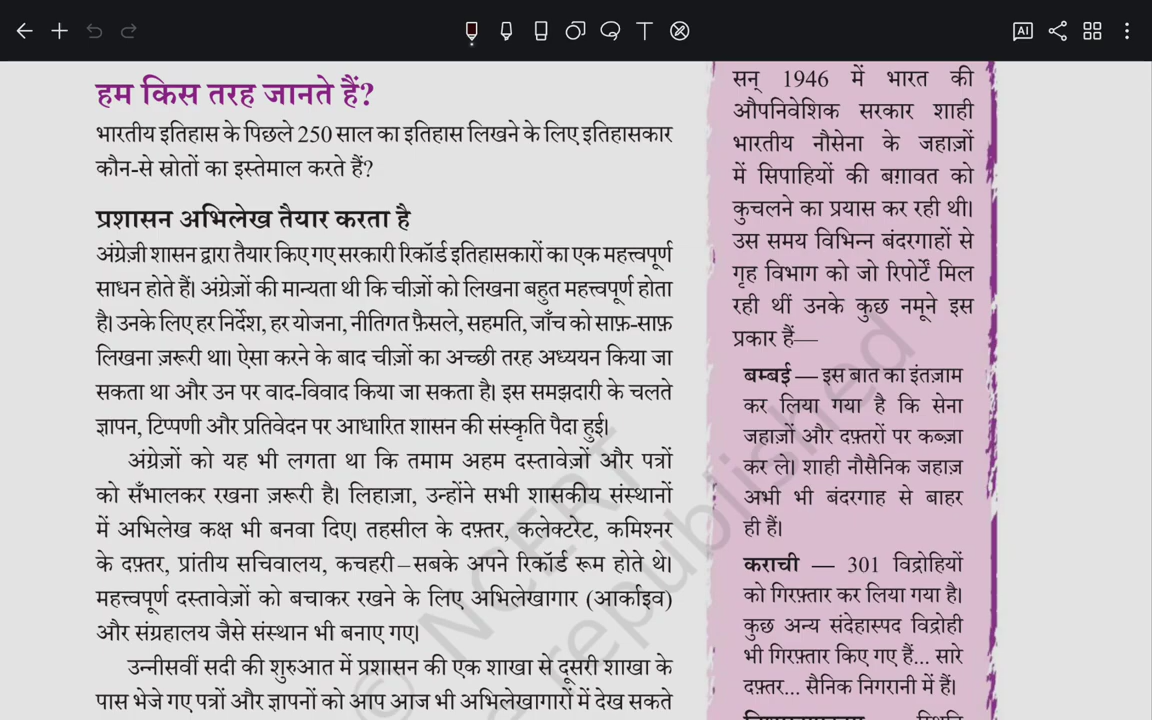 हम किस तरह जानते हैं?
भारतीय इतिहास के पिछले 250 साल का इतिहास लिखने के लिए इतिहासकार
कौन-से स्रोतों का इस्तेमाल करते हैं?
प्रशासन अभिलेख तैयार करता है
अंग्रेज़ी शासन द्वारा तैयार किए गए सरकारी रिकॉर्ड इतिहासकारों का एक महत्त्वपूर्ण
साधन होते हैं। अंग्रेज़ों की मान्यता थी कि चीज़ों को लिखना बहुत महत्त्वपूर्ण होता
है। उनके लिए हर निर्देश, हर योजना, नीतिगत फ़ैसले, सहमति, जाँच को साफ़-साफ़
लिखना ज़रूरी था। ऐसा करने के बाद चीज़ों का अच्छी तरह अध्ययन किया जा
सकता था और उन पर वाद-विवाद किया जा सकता है। इस समझदारी के चलते
ज्ञापन, टिप्पणी और प्रतिवेदन पर आधारित शासन की संस्कृति पैदा हुई।
अंग्रेज़ों को यह भी लगता था कि तमाम अहम दस्तावेज़ों और पत्रों
को सँभालकर रखना ज़रूरी है। लिहाज़ा, उन्होंने सभी शासकीय संस्थानों
में अभिलेख कक्ष भी बनवा दिए। तहसील के दफ़्तर, कलेक्टरेट, कमिश्नर
के दफ़्तर, प्रांतीय सचिवालय, कचहरी–सबके अपने रिकॉर्ड रूम होते थे।
महत्त्वपूर्ण दस्तावेज़ों को बचाकर रखने के लिए अभिलेखागार (आर्काइव)
और संग्रहालय जैसे संस्थान भी बनाए गए।
उन्नीसवीं सदी की शुरुआत में प्रशासन की एक शाखा से दूसरी शाखा के
पास भेजे गए पत्रों और ज्ञापनों को आप आज भी अभिलेखागारों में देख सकते
सन् 1946 में भारत की
औपनिवेशिक सरकार शाही
भारतीय नौसेना के जहाज़ों
में सिपाहियों की बग़ावत को
कुचलने का प्रयास कर रही थी।
उस समय विभिन्न बंदरगाहों से
गृह विभाग को जो रिपोर्टें मिल
रही थीं उनके कुछ नमूने इस
प्रकार हैं—
बम्बई — इस बात का इंतज़ाम
कर लिया गया है कि सेना
जहाज़ों और दफ़्तरों पर कब्ज़ा
कर ले। शाही नौसैनिक जहाज़
अभी भी बंदरगाह से बाहर
ही हैं।
कराची — 301 विद्रोहियों
को गिरफ़्तार कर लिया गया है।
कुछ अन्य संदेहास्पद विद्रोही
भी गिरफ़्तार किए गए हैं... सारे
दफ़्तर... सैनिक निगरानी में हैं।
© NCERT
republished
AI
T